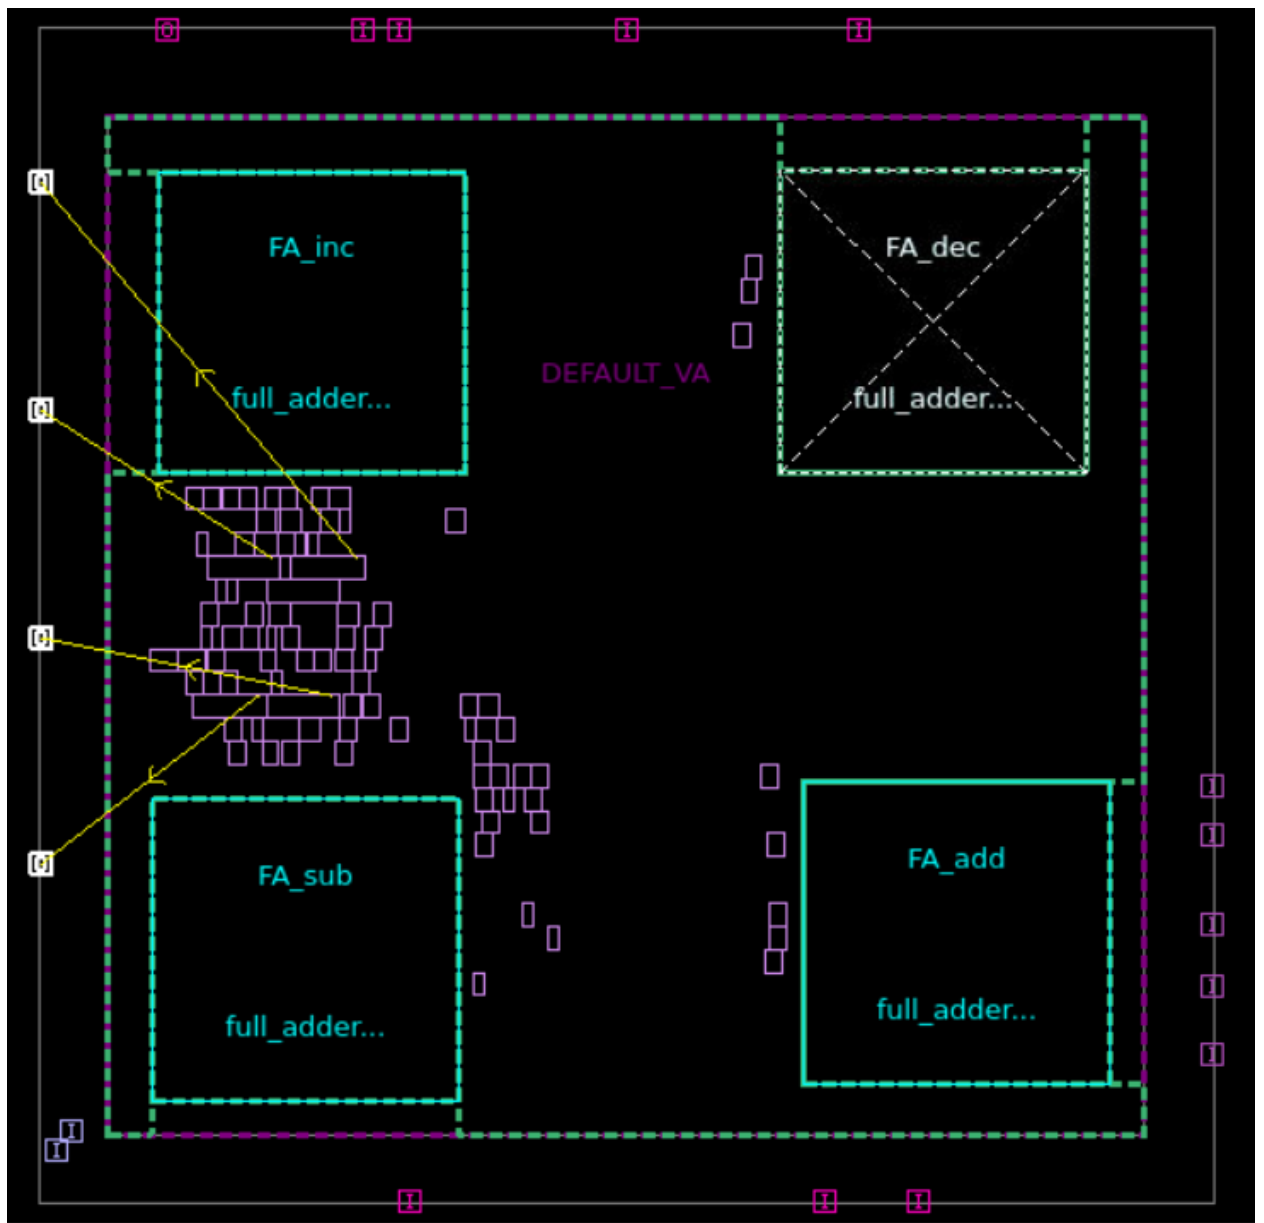 O I I I I
FA_inc
FA_dec
DEFAULT_VA
full_adder...
full_adder...
FA_sub
FA_add
full_adder...
full_adder...
I
I
I I I